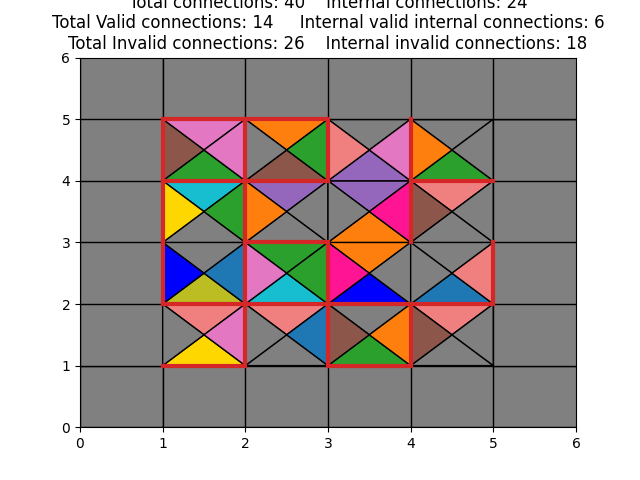 Total connections: 40    Internal connections: 24
Total Valid connections: 14     Internal valid internal connections: 6
Total Invalid connections: 26    Internal invalid connections: 18
6
5
4
3
2
1
0
0 1 2 3 4 5 6